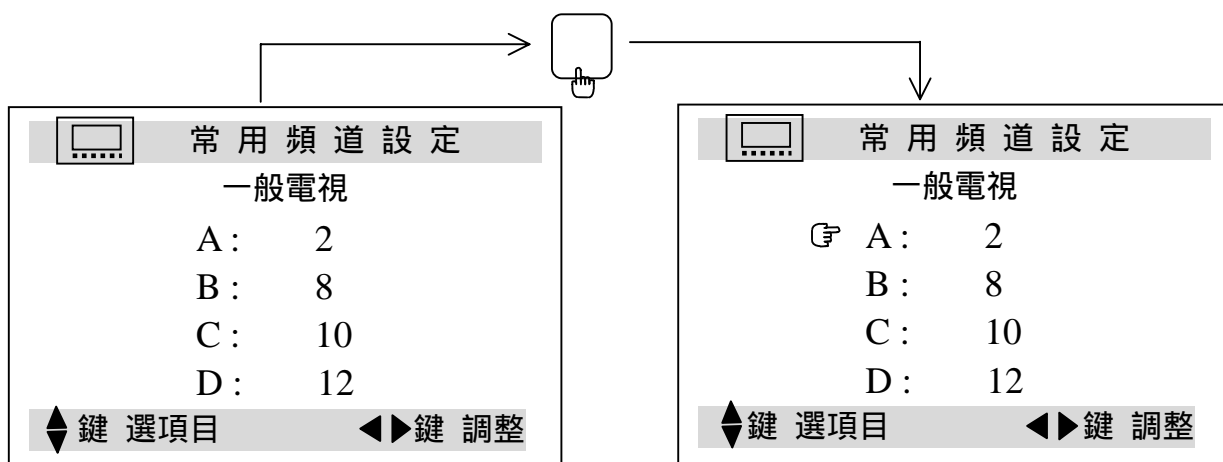 常用頻道設定
一般電視
A : 2
B : 8
C : 10
D : 12
鍵 選項目 鍵 調整
常用頻道設定
一般電視
A : 2
B : 8
C : 10
D : 12
鍵 選項目 鍵 調整